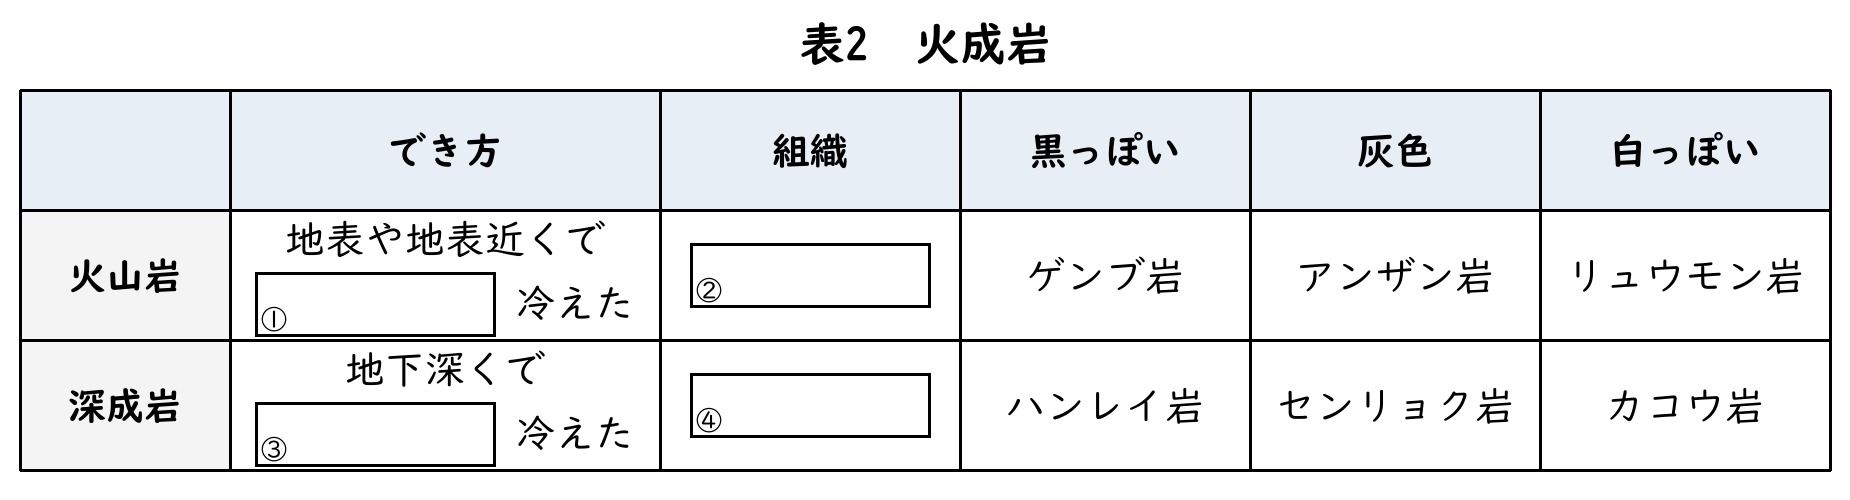 表2　火成岩
でき方　組織　黒っぽい　灰色　白っぽい
火山岩　地表や地表近くで
①　冷えた　②　ゲンブ岩　アンザン岩　リュウモン岩
深成岩　地下深くで
③　冷えた　④　ハンレイ岩　センリョク岩　カコウ岩